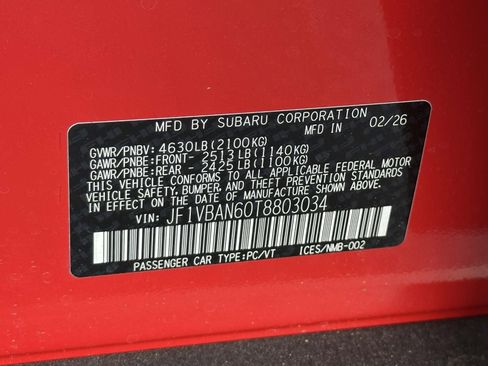 MFD BY SUBARU CORPORATION 02/26
GVWR/PNBV: 4630LB(2100KG)
GAWR/PNBE: FRONT- 2513LB(1140KG)
GAWR/PNBE: REAR - 2425LB(1100KG)
THIS VEHICLE CONFORMS TO ALL APPLICABLE FEDERAL MOTOR
VEHICLE SAFETY, BUMPER, AND THEFT PREVENTION STANDARDS
IN EFFECT ON THE DATE OF MANUFACTURE SHOWN ABOVE.
VIN: JF1VBAN60T8803034
PASSENGER CAR TYPE:PC/VT ICES/NMB-002